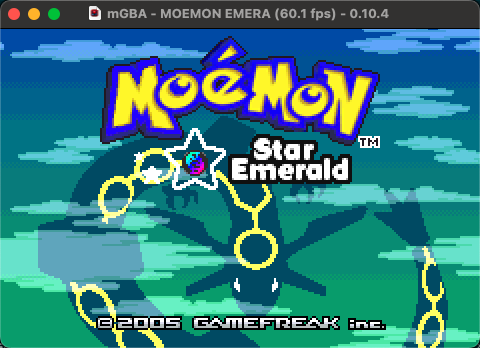 mGBA - MOEMON EMERA (60.1 fps) - 0.10.4
MOéMON TM
Star
Emerald
©2005 GAMEFREAK inc.